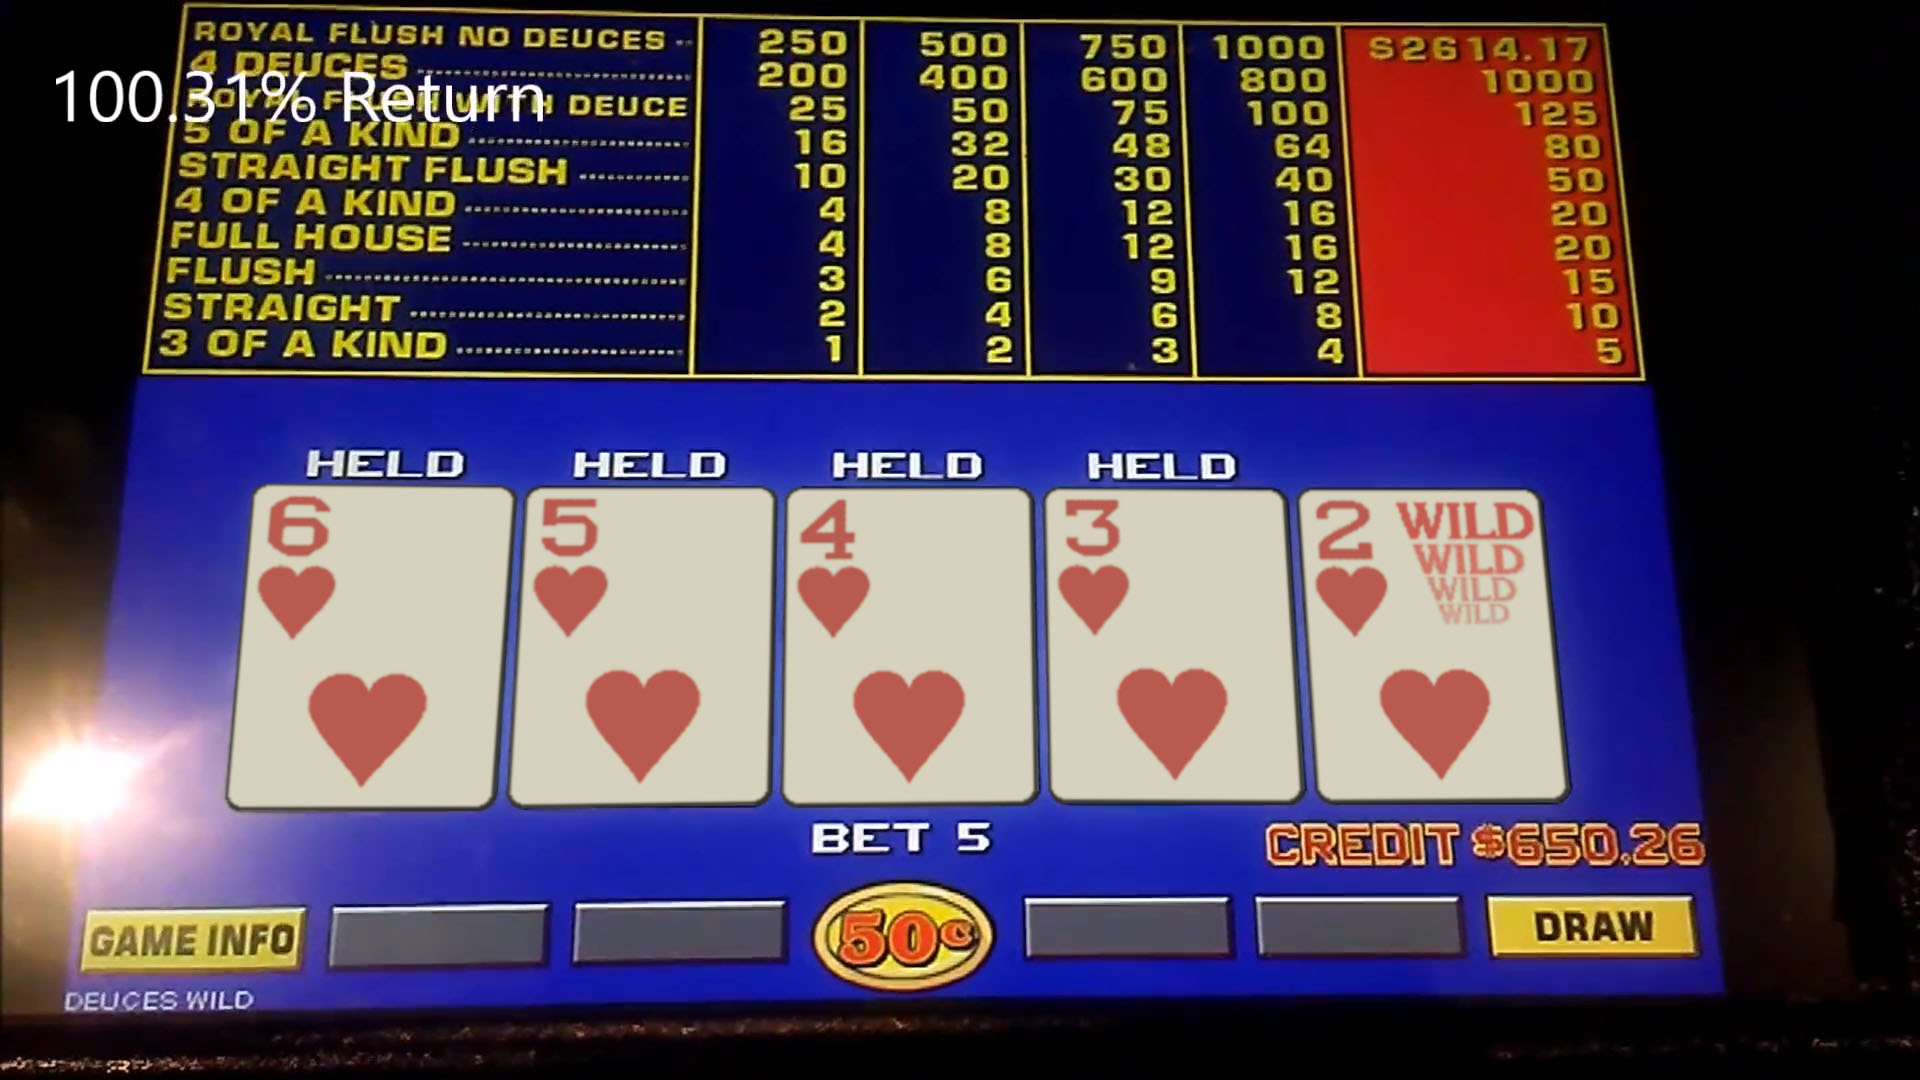 ROYAL FLUSH NO DEUCES 250 500 750 1000 $2614.17
4 DEUCES 200 400 600 800 1000
100.31% Return
ROYAL FLUSH WITH DEUCE 25 50 75 100 125
5 OF A KIND 16 32 48 64 80
STRAIGHT FLUSH 10 20 30 40 50
4 OF A KIND 4 8 12 16 20
FULL HOUSE 4 8 12 16 20
FLUSH 3 6 9 12 15
STRAIGHT 2 4 6 8 10
3 OF A KIND 1 2 3 4 5
HELD HELD HELD HELD
6 5 4 3 2 WILD
WILD
WILD
WILD
BET 5 CREDIT $650.26
GAME INFO 50¢ DRAW
DEUCES WILD